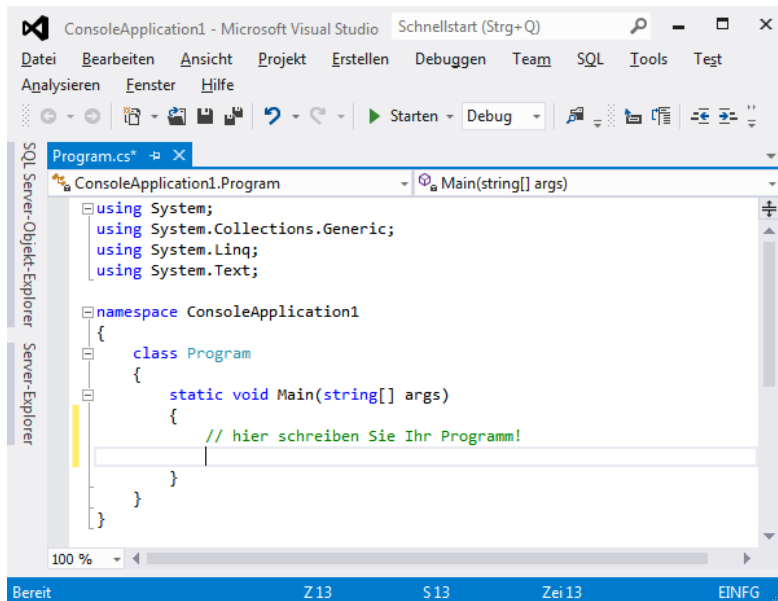 ConsoleApplication1 - Microsoft Visual Studio Schnellstart (Strg+Q)
Datei Bearbeiten Ansicht Projekt Erstellen Debuggen Team SQL Tools Test
Analysieren Fenster Hilfe
Starten Debug
SQL Server-Objekt-Explorer
Server-Explorer
Program.cs*
ConsoleApplication1.Program Main(string[] args)
using System;
using System.Collections.Generic;
using System.Linq;
using System.Text;
namespace ConsoleApplication1
{
class Program
{
static void Main(string[] args)
{
// hier schreiben Sie Ihr Programm!
}
}
}
100 %
Bereit Z 13 S 13 Zei 13 EINFG